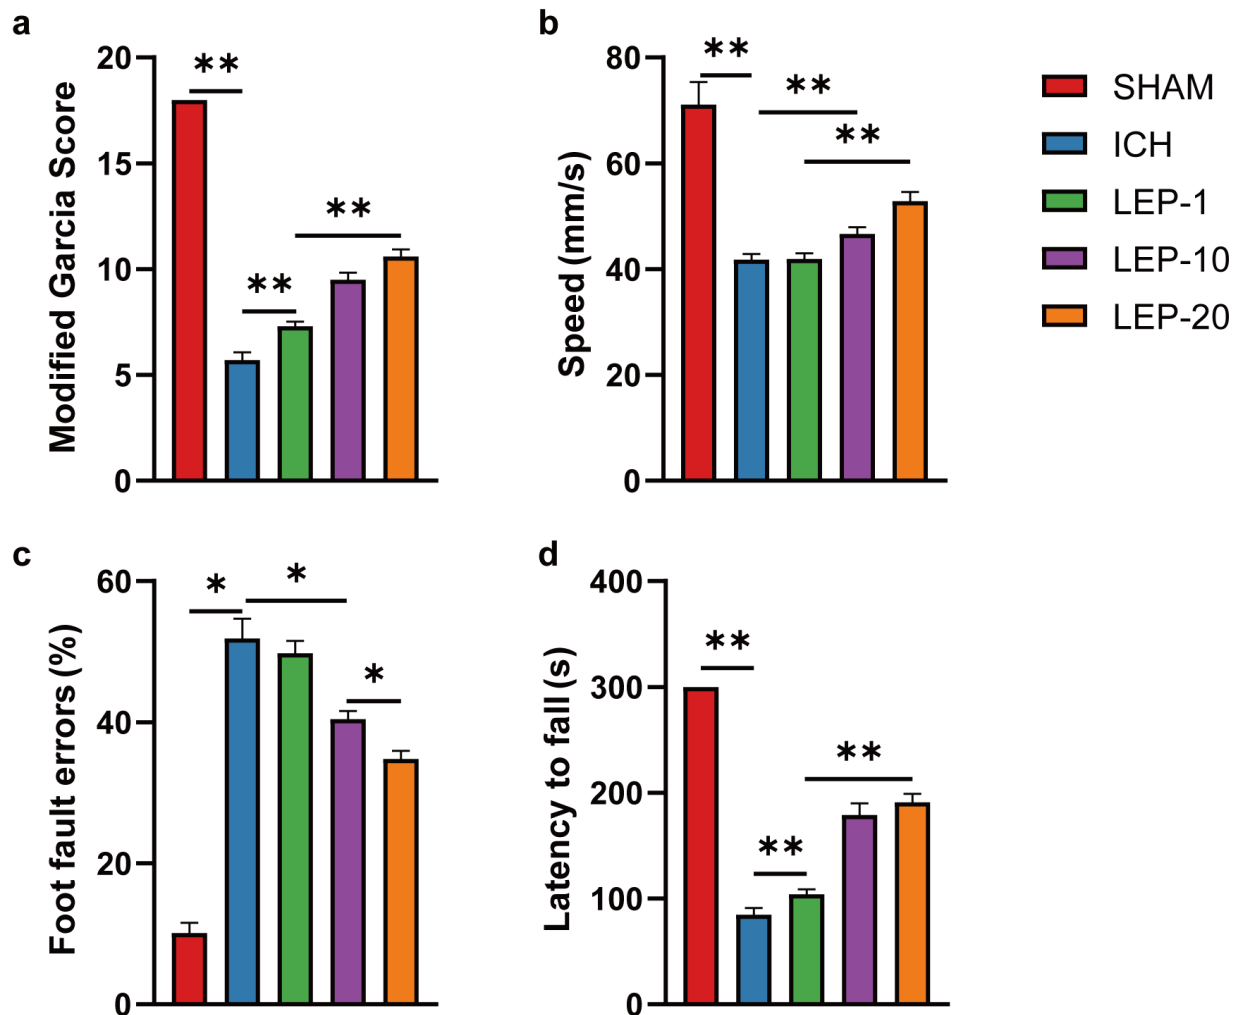 a
Modified Garcia Score
20
15
10
5
0
**
**
**
b
Speed (mm/s)
80
60
40
20
0
**
**
**
SHAM
ICH
LEP-1
LEP-10
LEP-20
c
Foot fault errors (%)
60
40
20
0
*
*
*
d
Latency to fall (s)
400
300
200
100
0
**
**
**